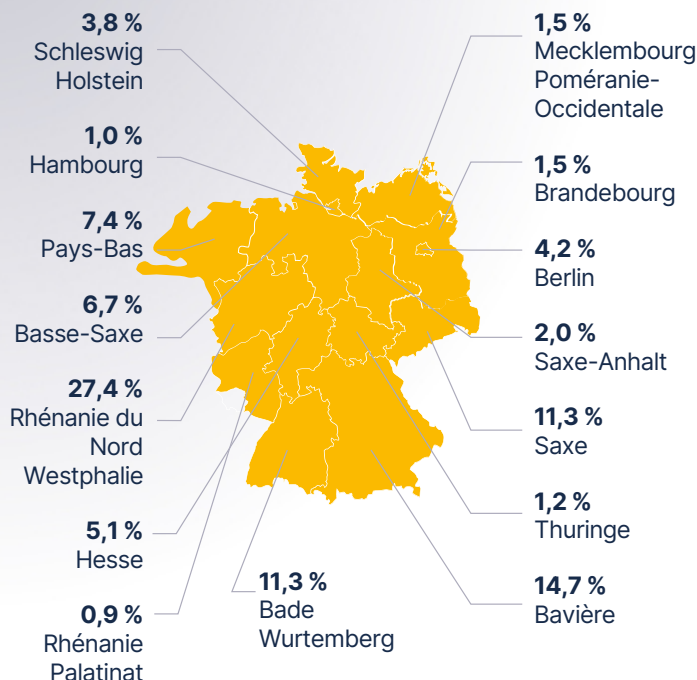 3,8 %
Schleswig
Holstein
1,0 %
Hambourg
7,4 %
Pays-Bas
6,7 %
Basse-Saxe
27,4 %
Rhénanie du
Nord
Westphalie
5,1 %
Hesse
0,9 %
Rhénanie
Palatinat
11,3 %
Bade
Wurtemberg
1,5 %
Mecklembourg
Poméranie-
Occidentale
1,5 %
Brandebourg
4,2 %
Berlin
2,0 %
Saxe-Anhalt
11,3 %
Saxe
1,2 %
Thuringe
14,7 %
Bavière